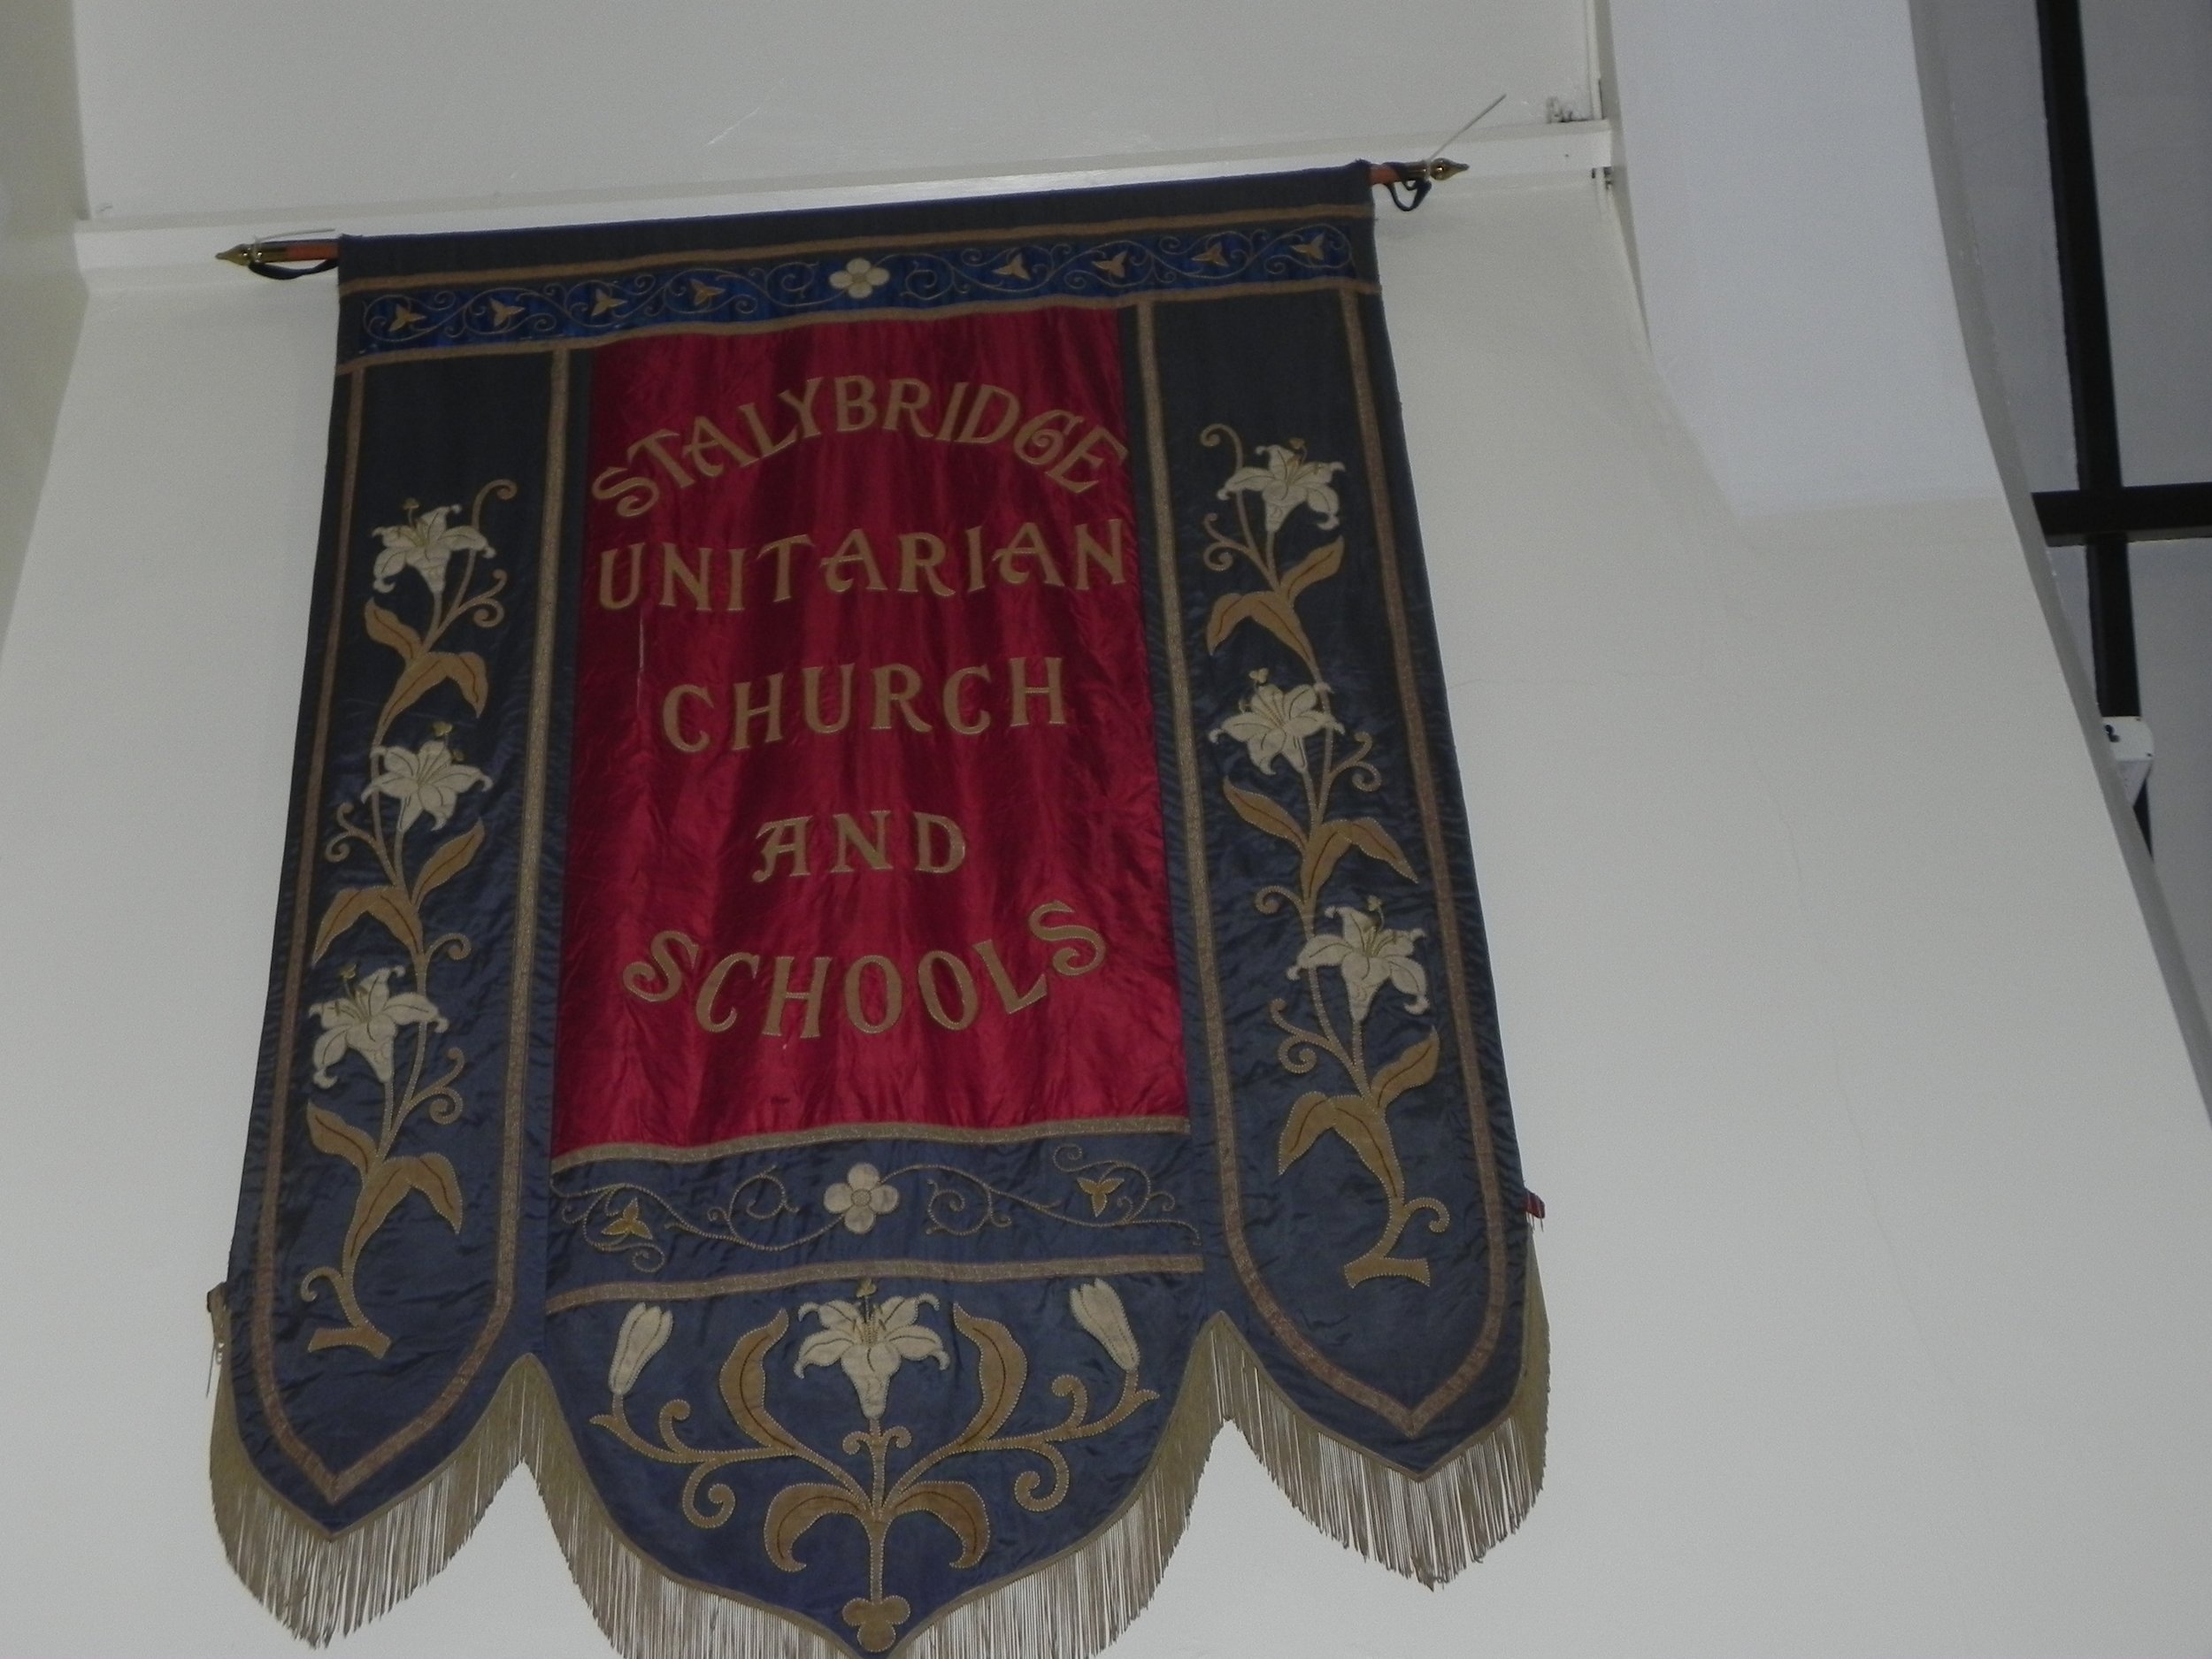 STALYBRIDGE
UNITARIAN
CHURCH
AND
SCHOOLS